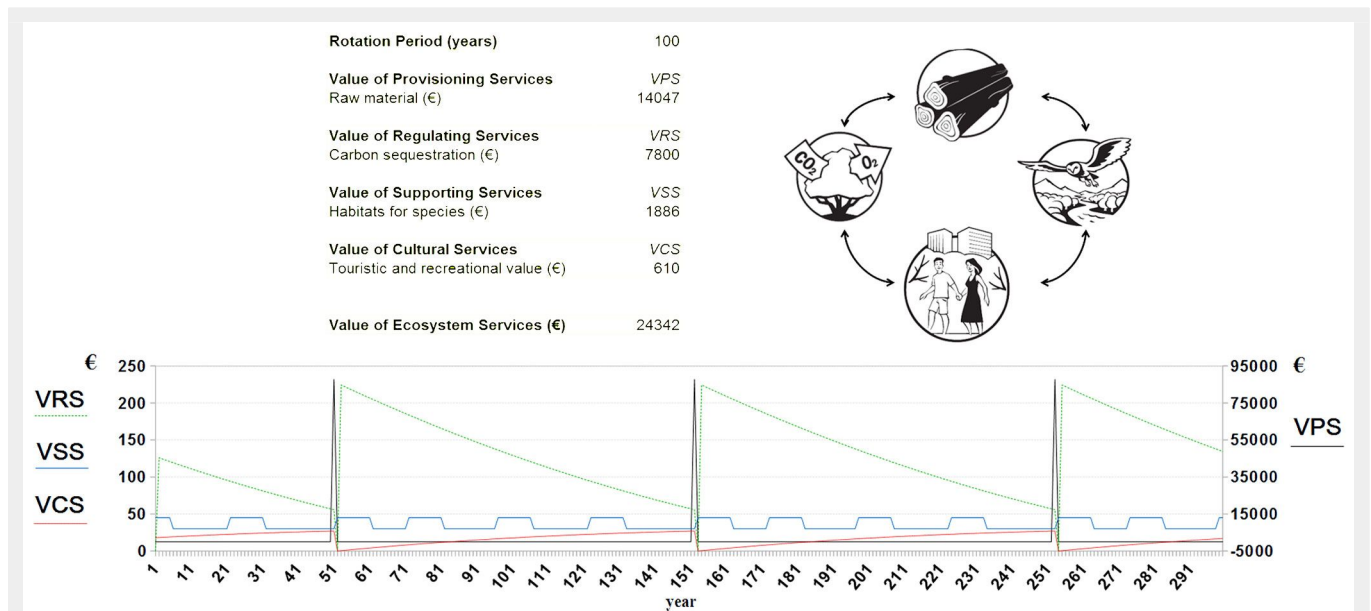 Rotation Period (years) 100
Value of Provisioning Services VPS
Raw material (€) 14047
Value of Regulating Services VRS
Carbon sequestration (€) 7800
Value of Supporting Services VSS
Habitats for species (€) 1886
Value of Cultural Services VCS
Touristic and recreational value (€) 610
Value of Ecosystem Services (€) 24342
CO₂ O₂
€ 250 95000 €
VRS 200 75000
150 55000 VPS
VSS 100 35000
VCS 50 15000
0 -5000
1 11 21 31 41 51 61 71 81 91 101 111 121 131 141 151 161 171 181 191 201 211 221 231 241 251 261 271 281 291
year